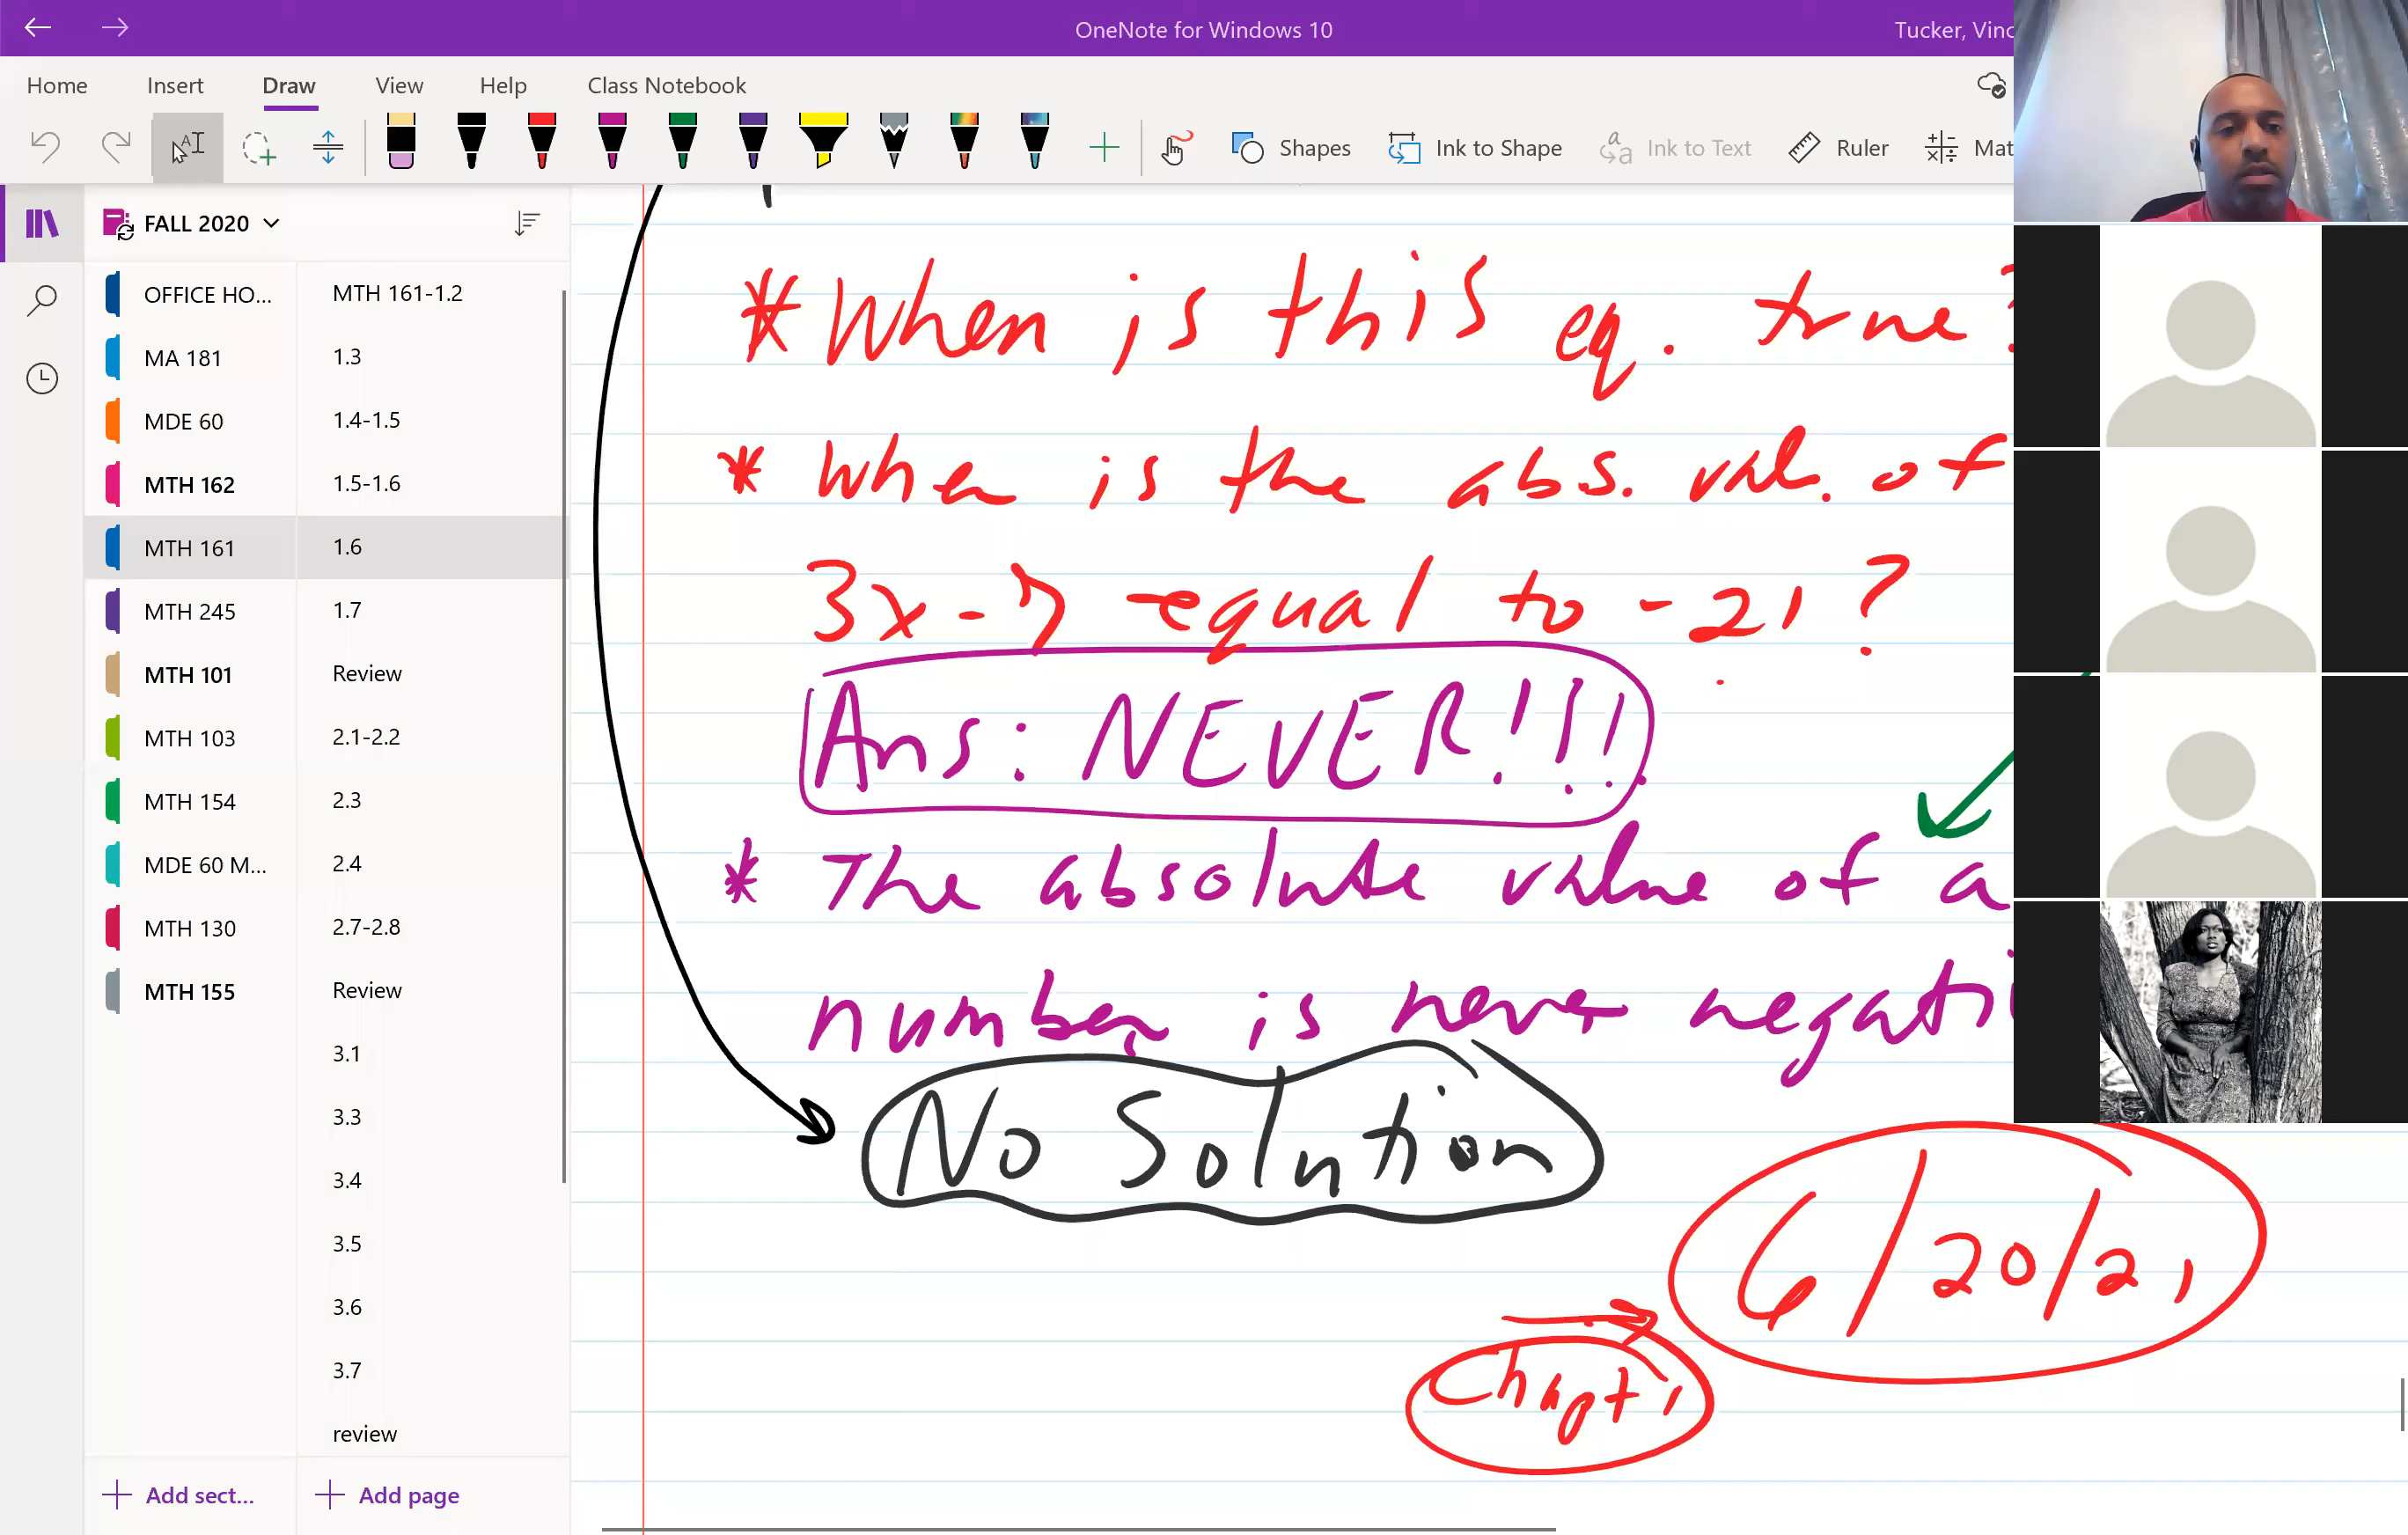 OneNote for Windows 10
Tucker, Vinc
Home Insert Draw View Help Class Notebook
Shapes Ink to Shape Ink to Text Ruler Mat
FALL 2020
OFFICE HO...
MA 181
MDE 60
MTH 162
MTH 161
MTH 245
MTH 101
MTH 103
MTH 154
MDE 60 M...
MTH 130
MTH 155
Add sect...
MTH 161-1.2
1.3
1.4-1.5
1.5-1.6
1.6
1.7
Review
2.1-2.2
2.3
2.4
2.7-2.8
Review
3.1
3.3
3.4
3.5
3.6
3.7
review
Add page
* When is this eq. true?
* When is the abs. val. of
3x - 7 equal to -21?
Ans: NEVER!!!
* The absolute value of a
number is never negati
No Solution
6/20/21
Chapt 1